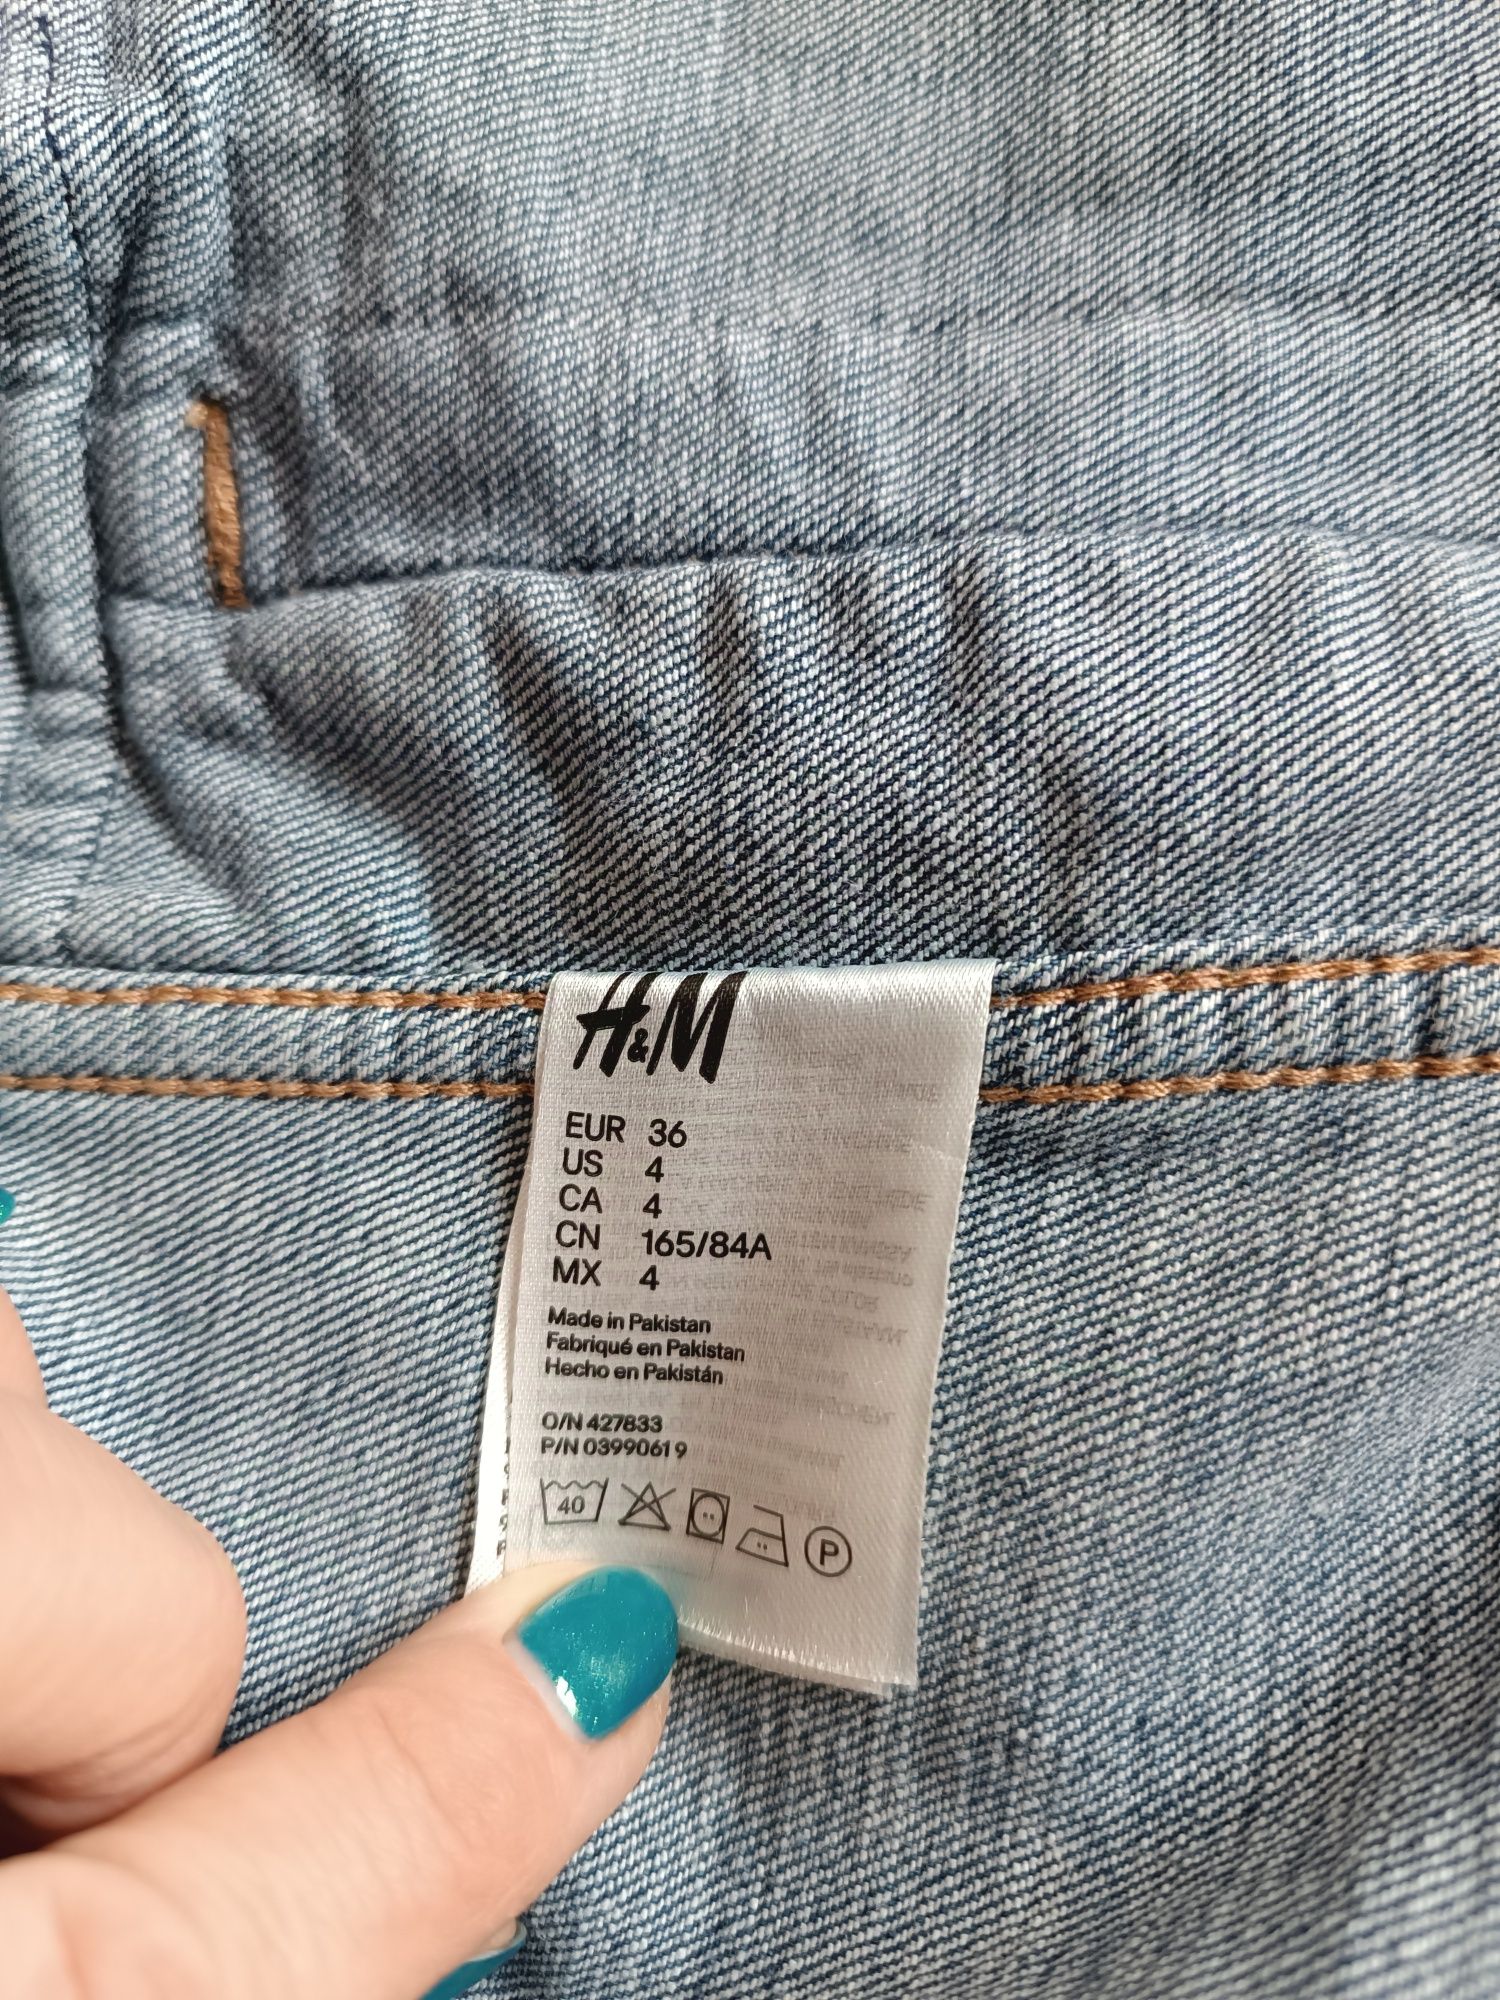 H&M
EUR 36
US 4
CA 4
CN 165/84A
MX 4
Made in Pakistan
Fabriqué en Pakistan
Hecho en Pakistán
O/N 427833
P/N 03990619
40
P